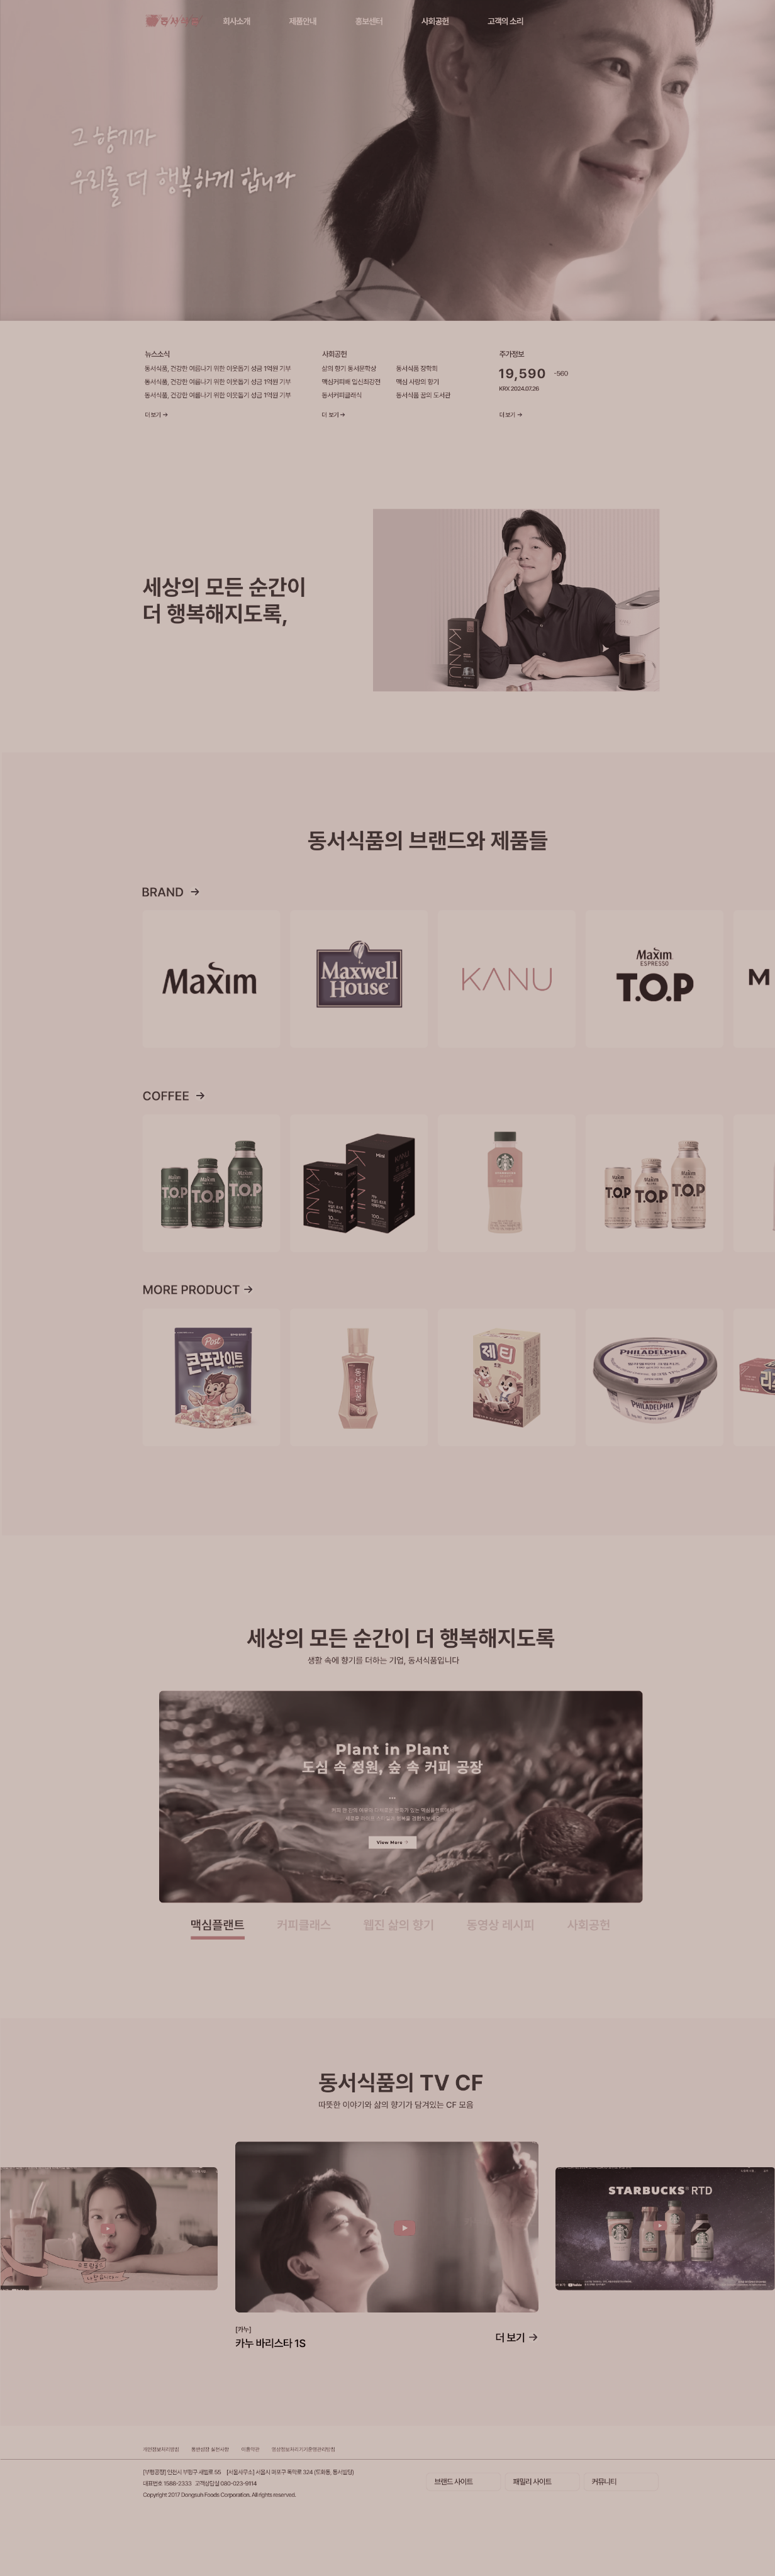 동서식품
회사소개
제품안내
홍보센터
사회공헌
고객의 소리
그 향기가
우리를 더 행복하게 합니다
뉴스소식
동서식품, 건강한 여름나기 위한 이웃돕기 성금 1억원 기부
동서식품, 건강한 여름나기 위한 이웃돕기 성금 1억원 기부
동서식품, 건강한 여름나기 위한 이웃돕기 성금 1억원 기부
더 보기 →
사회공헌
삶의 향기 동서문학상 동서식품 장학회
맥심커피배 입신최강전 맥심 사랑의 향기
동서커피클래식 동서식품 꿈의 도서관
더 보기 →
주가정보
19,590 -560
KRX 2024.07.26
더 보기 →
세상의 모든 순간이
더 행복해지도록,
KANU
동서식품의 브랜드와 제품들
BRAND →
Maxim
Maxwell
House
KANU
Maxim
ESPRESSO
T.O.P
M
COFFEE →
Maxim
T.O.P
Maxim
T.O.P
Maxim
T.O.P
KANU
Mini
KANU
Mini
Maxim
T.O.P
Maxim
T.O.P
Maxim
T.O.P
MORE PRODUCT →
Post
콘푸라이트
동서벌꿀
제티
PHILADELPHIA
PHILADELPHIA
리츠
세상의 모든 순간이 더 행복해지도록
생활 속에 향기를 더하는 기업, 동서식품입니다
Plant in Plant
도심 속 정원, 숲 속 커피 공장
View More
맥심플랜트
커피클래스
웹진 삶의 향기
동영상 레시피
사회공헌
동서식품의 TV CF
따뜻한 이야기와 삶의 향기가 담겨있는 CF 모음
STARBUCKS RTD
[카누]
카누 바리스타 1S
더 보기 →
개인정보처리방침
동반성장 실천사항
이용약관
영상정보처리기기운영관리방침
[부평공장] 인천시 부평구 새벌로 55 [서울사무소] 서울시 마포구 독막로 324 (도화동, 동서빌딩)
대표번호 1588-2333 고객상담실 080-023-9114
Copyright 2017 Dongsuh Foods Corporation. All rights reserved.
브랜드 사이트
패밀리 사이트
커뮤니티